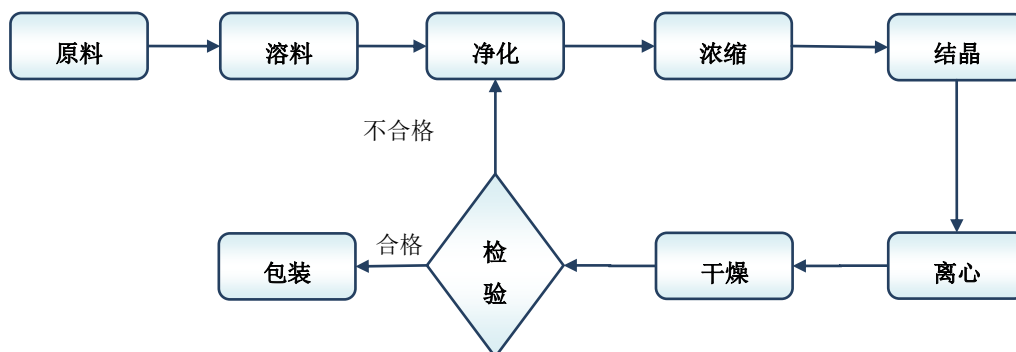 原料
溶料
净化
浓缩
结晶
不合格
包装
合格
检
验
干燥
离心